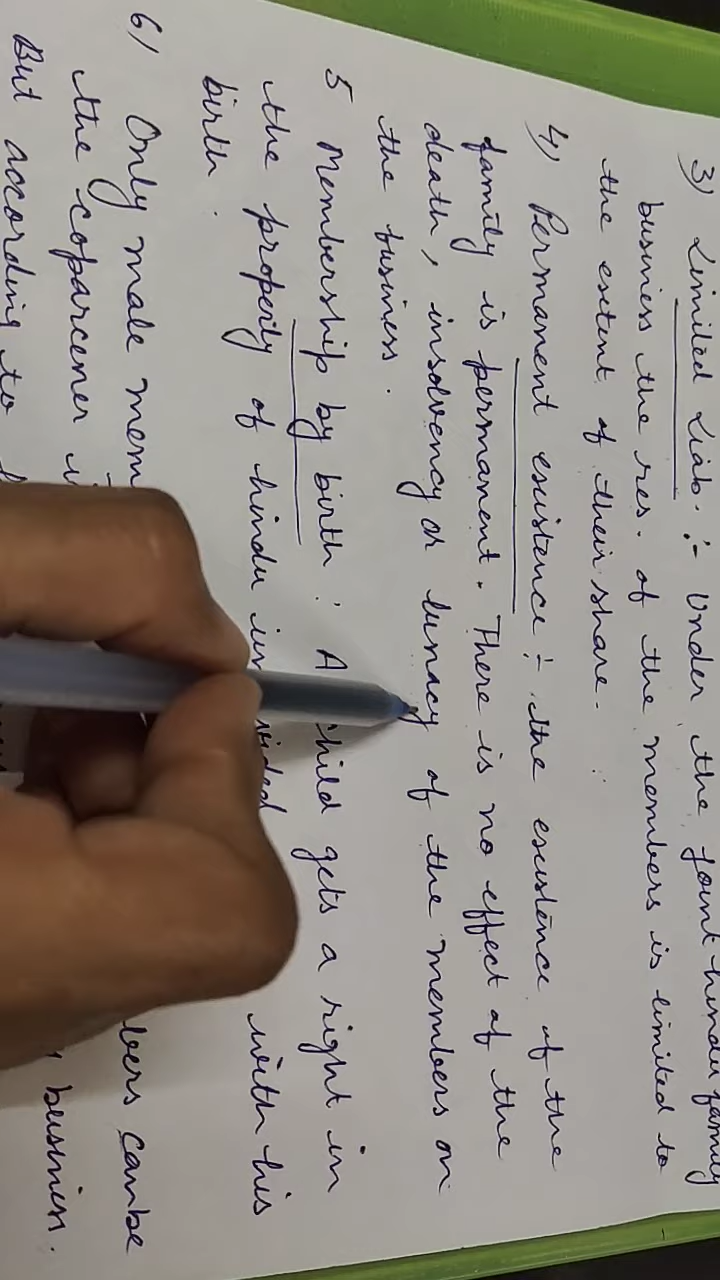 3) Limited Liab. :- Under the joint hindu family
business the res. of the members is limited to
the extent of their share.
4) Permanent existence :- the existence of the
family is permanent. There is no effect of the
death, insolvency or lunacy of the members on
the business.
5 Membership by birth : A child gets a right in
the property of hindu with his
birth.
6) Only male can be
the coparcener business.
But according to